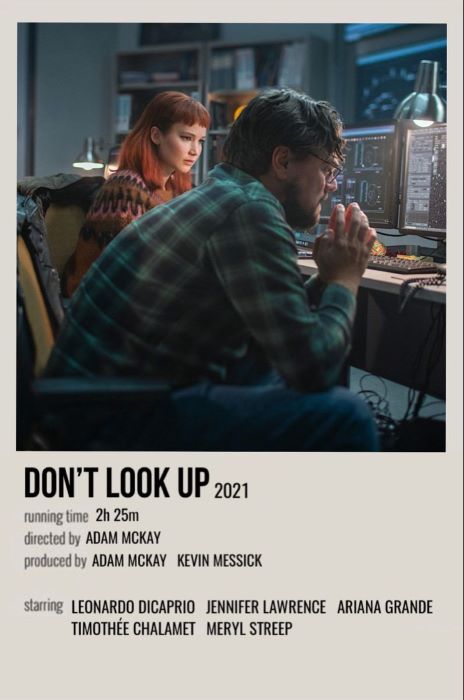 DON'T LOOK UP 2021
running time 2h 25m
directed by ADAM MCKAY
produced by ADAM MCKAY KEVIN MESSICK
starring LEONARDO DICAPRIO JENNIFER LAWRENCE ARIANA GRANDE
TIMOTHÉE CHALAMET MERYL STREEP